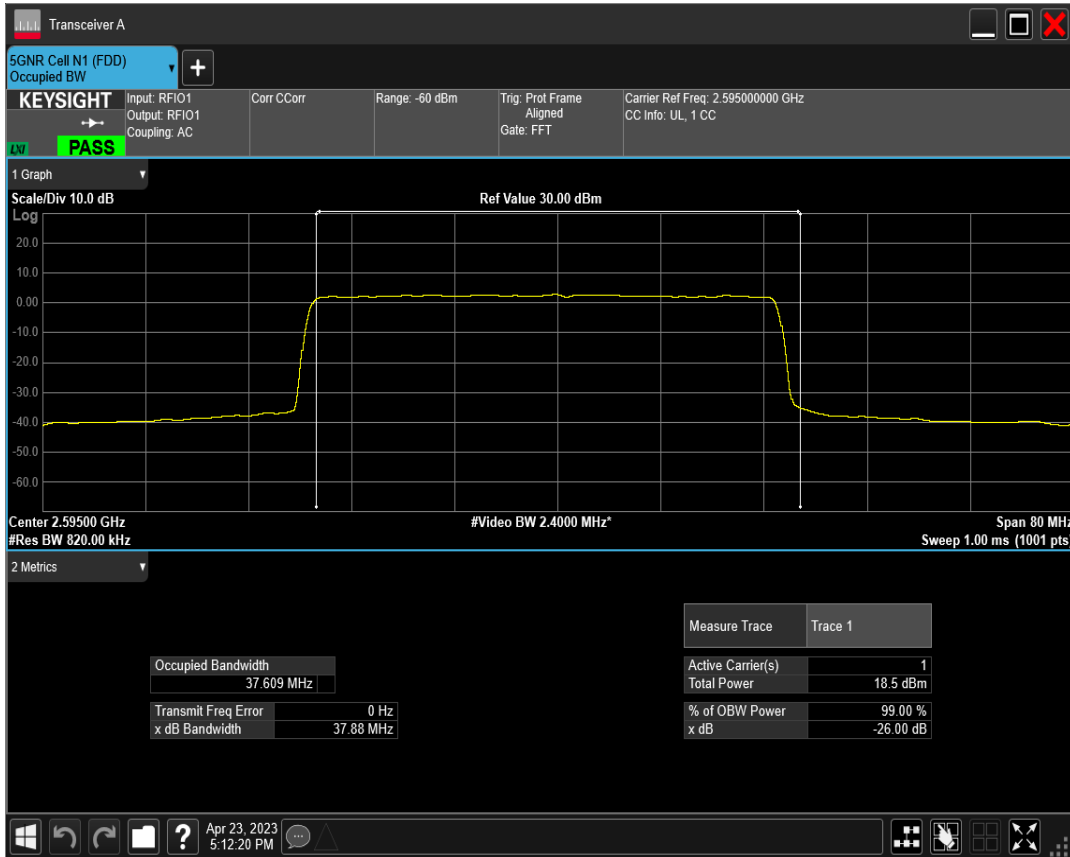 Transceiver A
5GNR Cell N1 (FDD)
Occupied BW
+
KEYSIGHT
LXI
PASS
Input: RFIO1
Output: RFIO1
Coupling: AC
Corr CCorr
Range: -60 dBm
Trig: Prot Frame
Aligned
Gate: FFT
Carrier Ref Freq: 2.595000000 GHz
CC Info: UL, 1 CC
1 Graph
Scale/Div 10.0 dB
Ref Value 30.00 dBm
Log
20.0
10.0
0.00
-10.0
-20.0
-30.0
-40.0
-50.0
-60.0
Center 2.59500 GHz
#Video BW 2.4000 MHz*
Span 80 MHz
#Res BW 820.00 kHz
Sweep 1.00 ms (1001 pts)
2 Metrics
Measure Trace Trace 1
Occupied Bandwidth
37.609 MHz
Active Carrier(s) 1
Total Power 18.5 dBm
Transmit Freq Error 0 Hz
x dB Bandwidth 37.88 MHz
% of OBW Power 99.00 %
x dB -26.00 dB
?
Apr 23, 2023
5:12:20 PM